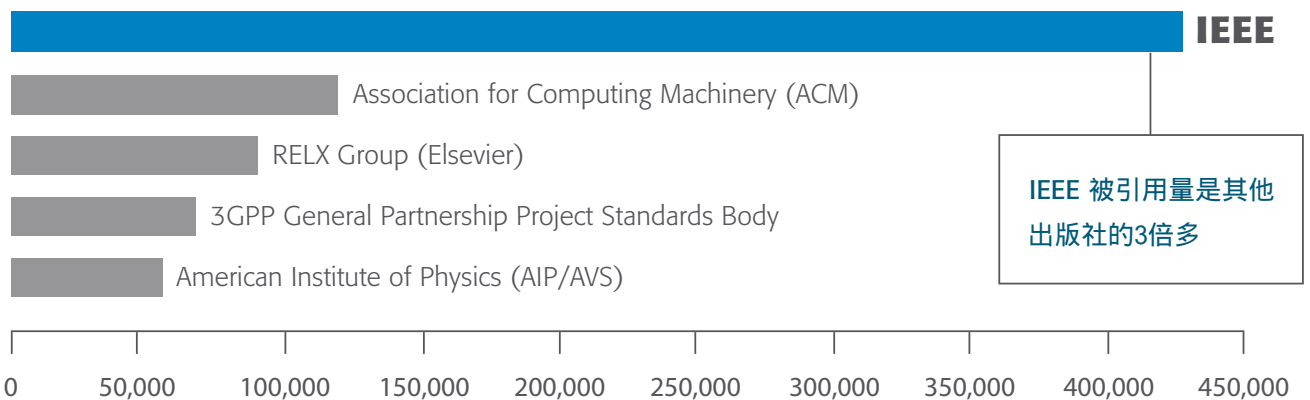 IEEE
Association for Computing Machinery (ACM)
RELX Group (Elsevier)
3GPP General Partnership Project Standards Body
American Institute of Physics (AIP/AVS)
IEEE 被引用量是其他
出版社的3倍多
0 50,000 100,000 150,000 200,000 250,000 300,000 350,000 400,000 450,000